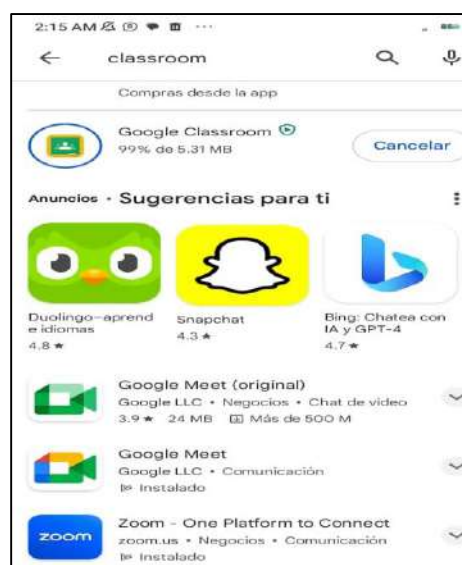 2:15 AM
classroom
Compras desde la app
Google Classroom
99% de 5.31 MB
Cancelar
Anuncios • Sugerencias para ti
Duolingo-aprend
e idiomas
4.8 ★
Snapchat
4.3 ★
Bing: Chatea con
IA y GPT-4
4.7 ★
Google Meet (original)
Google LLC • Negocios • Chat de video
3.9 ★ 24 MB Más de 500 M
Google Meet
Google LLC • Comunicación
Instalado
zoom
Zoom - One Platform to Connect
zoom.us • Negocios • Comunicación
Instalado